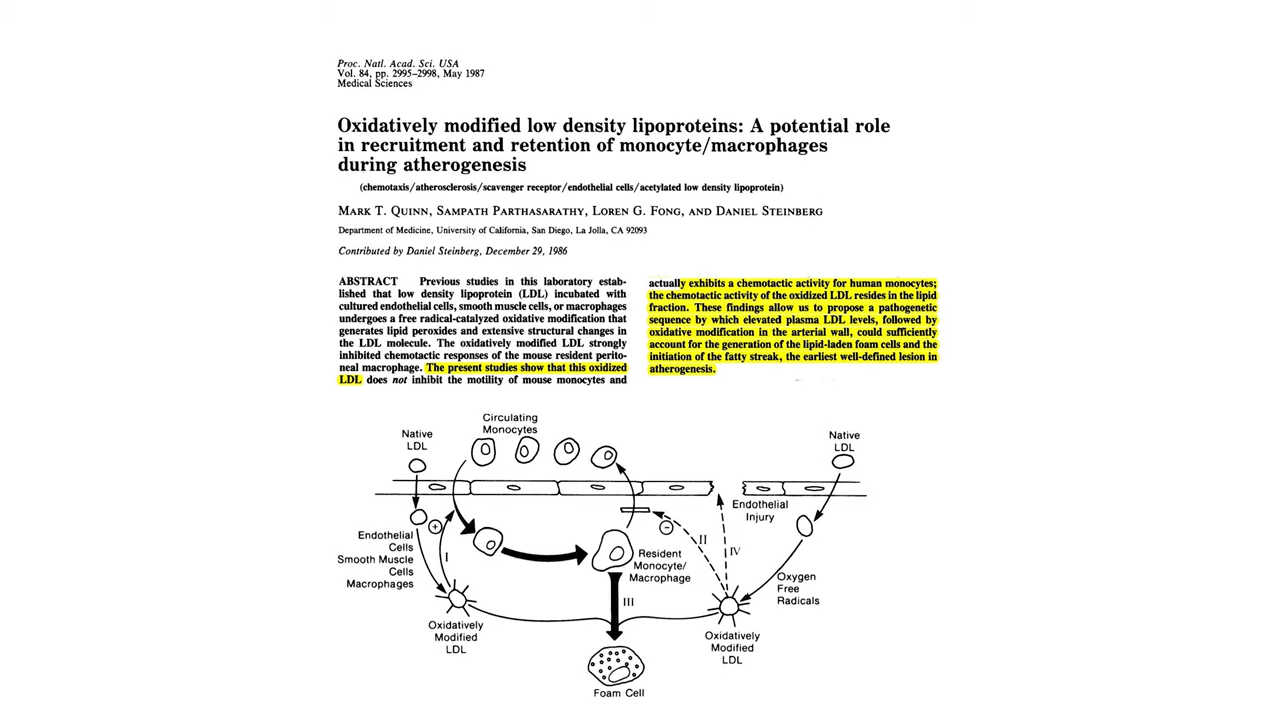 Proc. Natl. Acad. Sci. USA
Vol. 84, pp. 2995–2998, May 1987
Medical Sciences
Oxidatively modified low density lipoproteins: A potential role
in recruitment and retention of monocyte/macrophages
during atherogenesis
(chemotaxis/atherosclerosis/scavenger receptor/endothelial cells/acetylated low density lipoprotein)
MARK T. QUINN, SAMPATH PARTHASARATHY, LOREN G. FONG, AND DANIEL STEINBERG
Department of Medicine, University of California, San Diego, La Jolla, CA 92093
Contributed by Daniel Steinberg, December 29, 1986
ABSTRACT Previous studies in this laboratory estab-
lished that low density lipoprotein (LDL) incubated with
cultured endothelial cells, smooth muscle cells, or macrophages
undergoes a free radical-catalyzed oxidative modification that
generates lipid peroxides and extensive structural changes in
the LDL molecule. The oxidatively modified LDL strongly
inhibited chemotactic responses of the mouse resident perito-
neal macrophage. The present studies show that this oxidized
LDL does not inhibit the motility of mouse monocytes and
actually exhibits a chemotactic activity for human monocytes;
the chemotactic activity of the oxidized LDL resides in the lipid
fraction. These findings allow us to propose a pathogenetic
sequence by which elevated plasma LDL levels, followed by
oxidative modification in the arterial wall, could sufficiently
account for the generation of the lipid-laden foam cells and the
initiation of the fatty streak, the earliest well-defined lesion in
atherogenesis.
Circulating
Monocytes
Native
LDL
Native
LDL
Endothelial
Injury
+
Endothelial
Cells
Smooth Muscle
Cells
Macrophages
I
Resident
Monocyte/
Macrophage
−
II
IV
Oxygen
Free
Radicals
III
Oxidatively
Modified
LDL
Oxidatively
Modified
LDL
Foam Cell